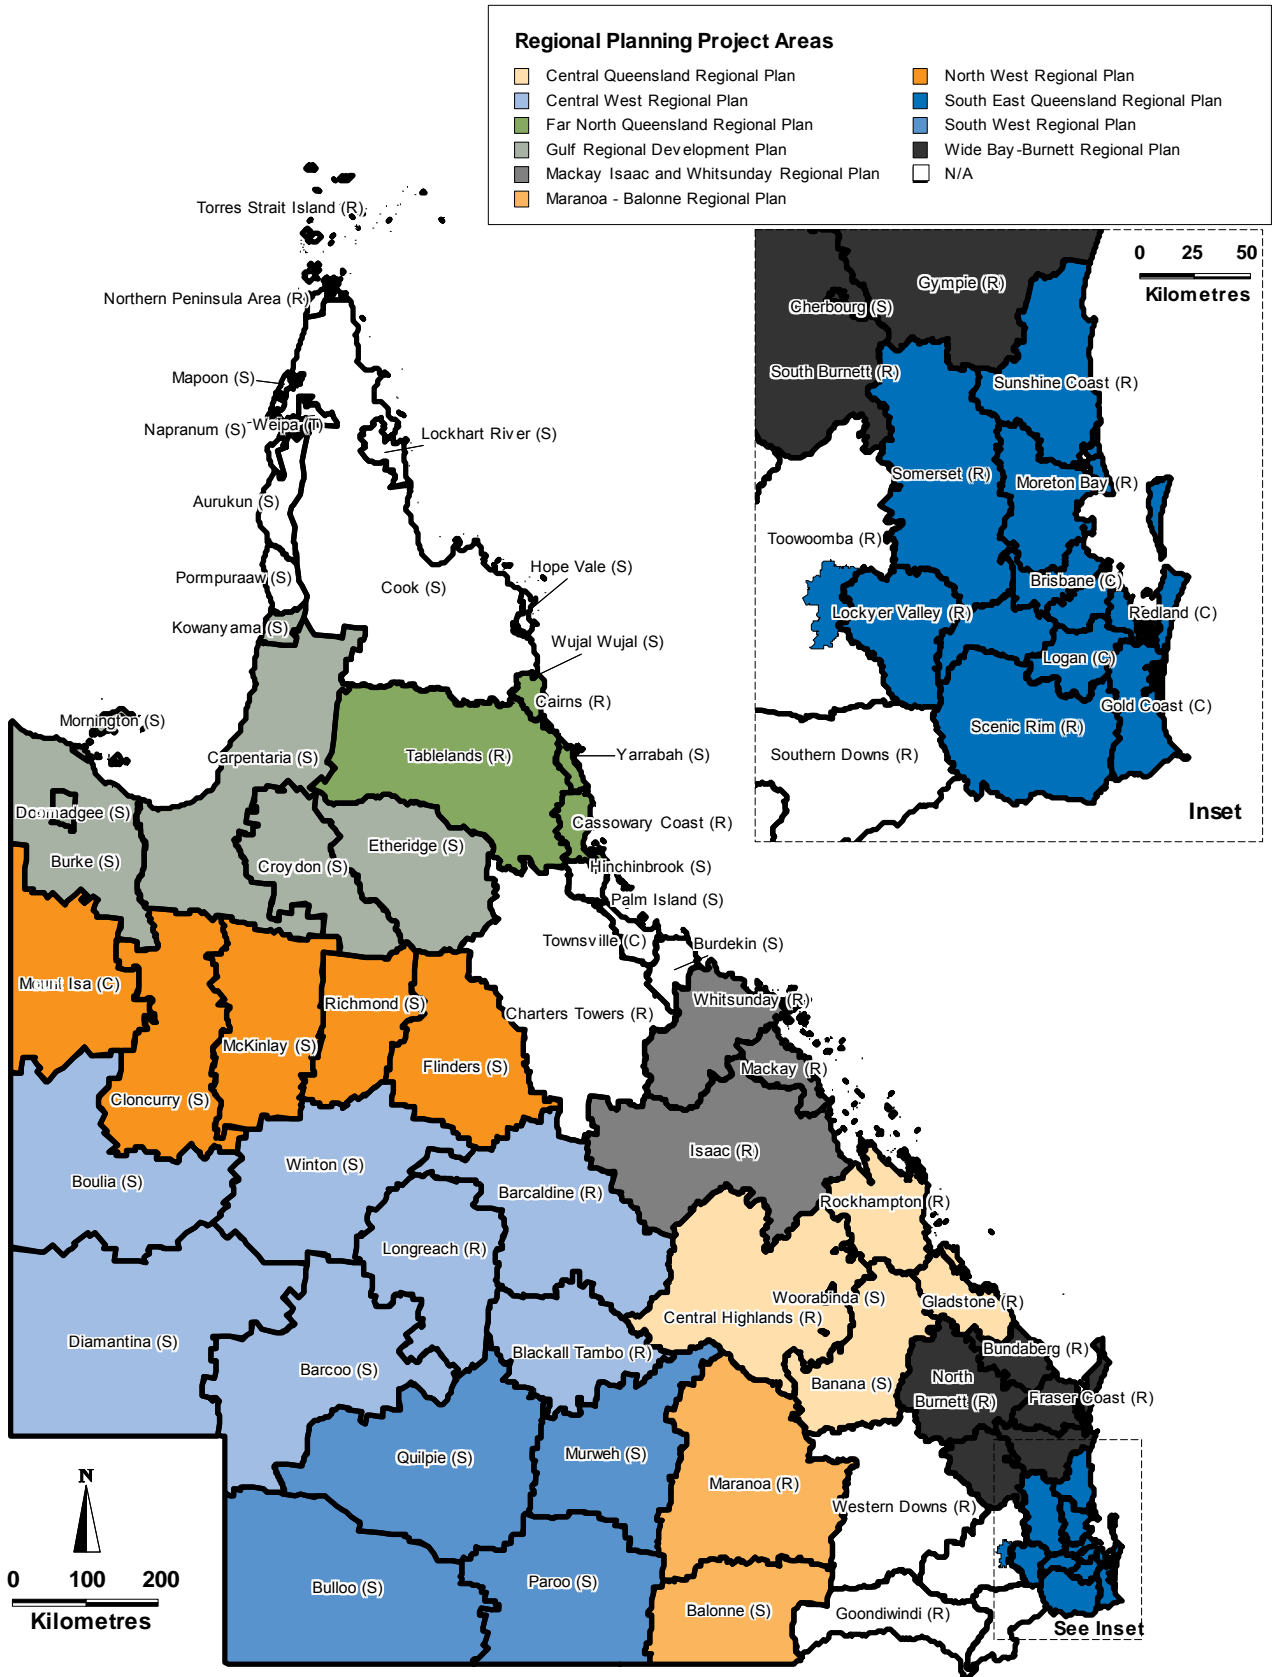 Regional Planning Project Areas
Central Queensland Regional Plan
Central West Regional Plan
Far North Queensland Regional Plan
Gulf Regional Development Plan
Mackay Isaac and Whitsunday Regional Plan
Maranoa - Balonne Regional Plan
North West Regional Plan
South East Queensland Regional Plan
South West Regional Plan
Wide Bay-Burnett Regional Plan
N/A
Torres Strait Island (R)
Northern Peninsula Area (R)
Mapoon (S)
Napranum (S)
Weipa (T)
Lockhart River (S)
Aurukun (S)
Pormpuraaw (S)
Cook (S)
Hope Vale (S)
Kowanyama (S)
Wujal Wujal (S)
Cairns (R)
Mornington (S)
Carpentaria (S)
Tablelands (R)
Yarrabah (S)
Doomadgee (S)
Cassowary Coast (R)
Burke (S)
Croydon (S)
Etheridge (S)
Hinchinbrook (S)
Palm Island (S)
Townsville (C)
Burdekin (S)
Mount Isa (C)
Richmond (S)
Charters Towers (R)
Whitsunday (R)
McKinlay (S)
Flinders (S)
Mackay (R)
Cloncurry (S)
Isaac (R)
Boulia (S)
Winton (S)
Barcaldine (R)
Rockhampton (R)
Longreach (R)
Woorabinda (S)
Gladstone (R)
Central Highlands (R)
Diamantina (S)
Barcoo (S)
Blackall Tambo (R)
Bundaberg (R)
Banana (S)
North
Burnett (R)
Fraser Coast (R)
Quilpie (S)
Murweh (S)
Maranoa (R)
Western Downs (R)
Bulloo (S)
Paroo (S)
Balonne (S)
Goondiwindi (R)
See Inset
N
0 100 200
Kilometres
0 25 50
Kilometres
Gympie (R)
Cherbourg (S)
South Burnett (R)
Sunshine Coast (R)
Somerset (R)
Moreton Bay (R)
Toowoomba (R)
Brisbane (C)
Lockyer Valley (R)
Redland (C)
Logan (C)
Gold Coast (C)
Scenic Rim (R)
Southern Downs (R)
Inset